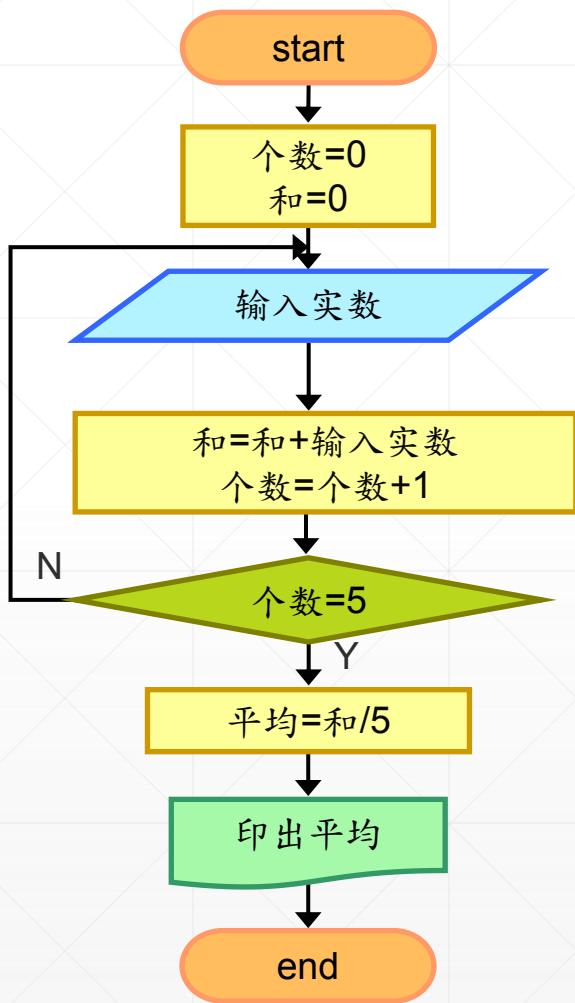 start
个数=0
和=0
输入实数
和=和+输入实数
个数=个数+1
N
个数=5
Y
平均=和/5
印出平均
end